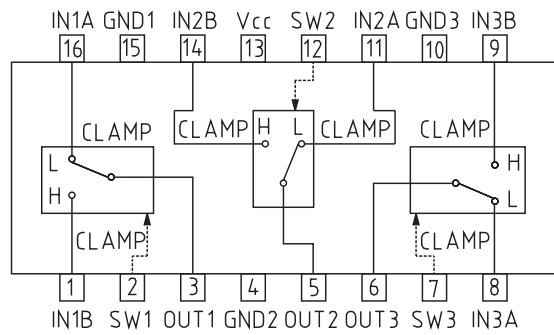 IN1A GND1 IN2B Vcc SW2 IN2A GND3 IN3B
16 15 14 13 12 11 10 9
CLAMP CLAMP H L CLAMP CLAMP
L H
H L
CLAMP CLAMP
1 2 3 4 5 6 7 8
IN1B SW1 OUT1 GND2 OUT2 OUT3 SW3 IN3A